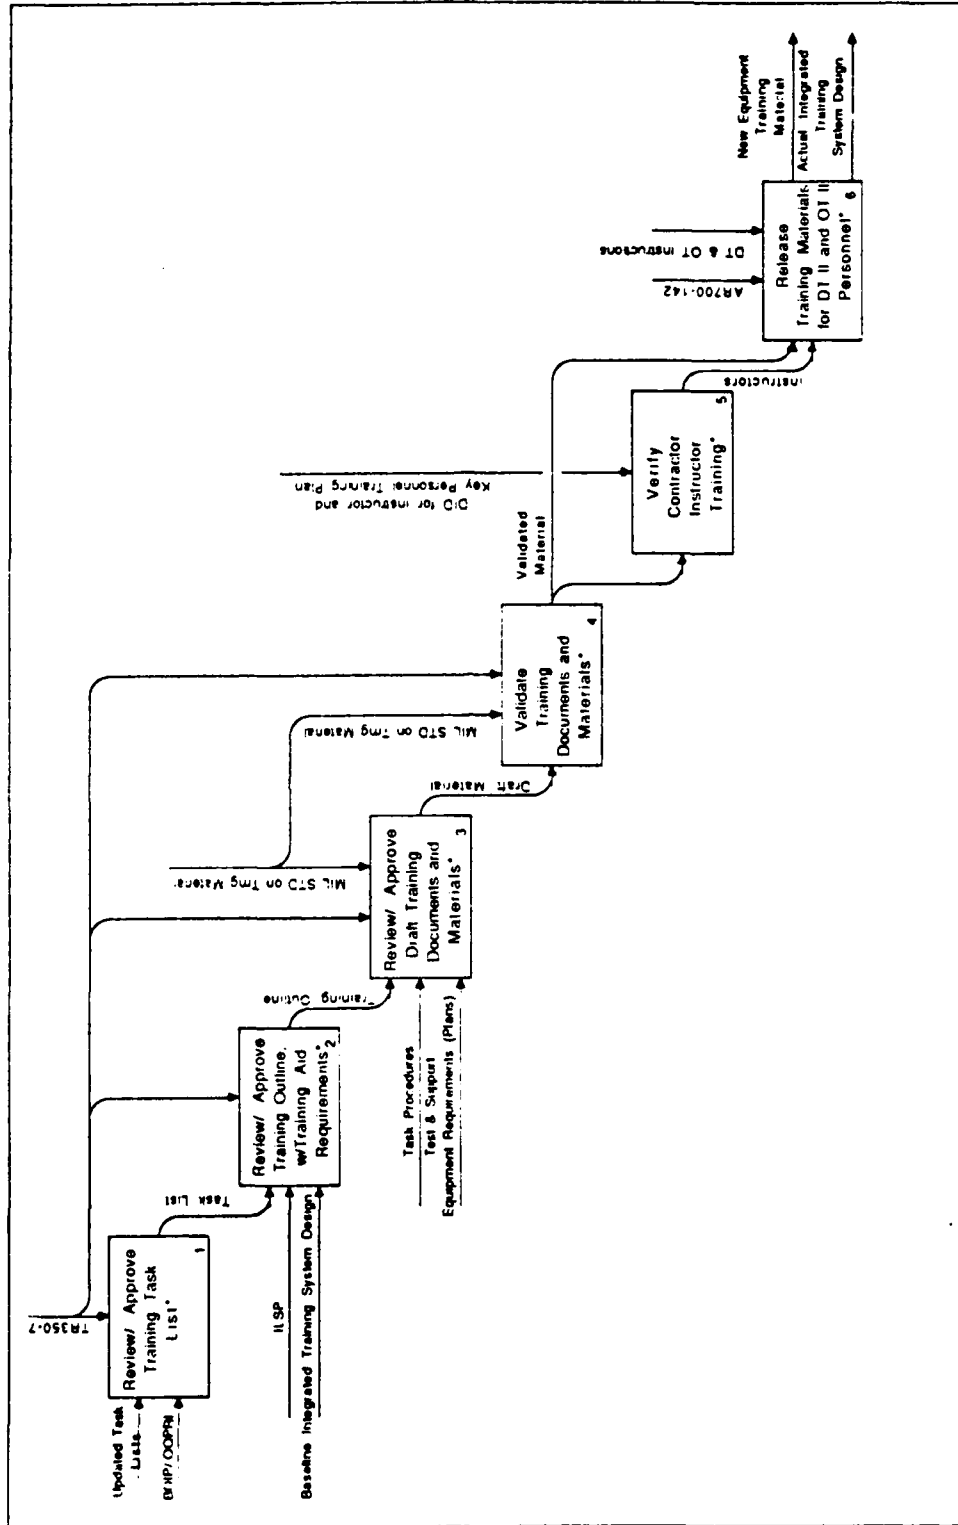 TR350-7
Updated Task
Lists
BOIP/QQPRI
Review/ Approve
Training Task
List*
1
Task List
ILSP
Baseline Integrated Training System Design
Review/ Approve
Training Outline,
w/Training Aid
Requirements*
2
Training Outline
Task Procedures
Test & Support
Equipment Requirements (Plans)
MIL STD on Trng Material
Review/ Approve
Draft Training
Documents and
Materials*
3
Draft Material
MIL STD on Trng Material
Validate
Training
Documents and
Materials*
4
Validated
Material
DID for Instructor and
Key Personnel Training Plan
Verify
Contractor
Instructor
Training*
5
Instructors
AR700-142
DT & OT Instructions
Release
Training Materials
for DT II and OT II
Personnel*
6
New Equipment
Training
Material
Actual Integrated
Training
System Design